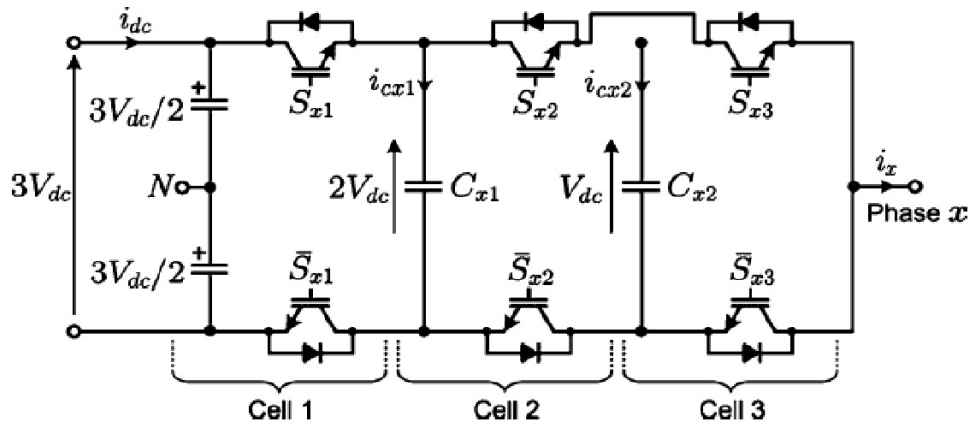 i_dc
S_x1
i_cx1
S_x2
i_cx2
S_x3
3V_dc/2
+
3V_dc
N
2V_dc
C_x1
V_dc
C_x2
i_x
Phase x
3V_dc/2
+
S̄_x1
S̄_x2
S̄_x3
Cell 1
Cell 2
Cell 3